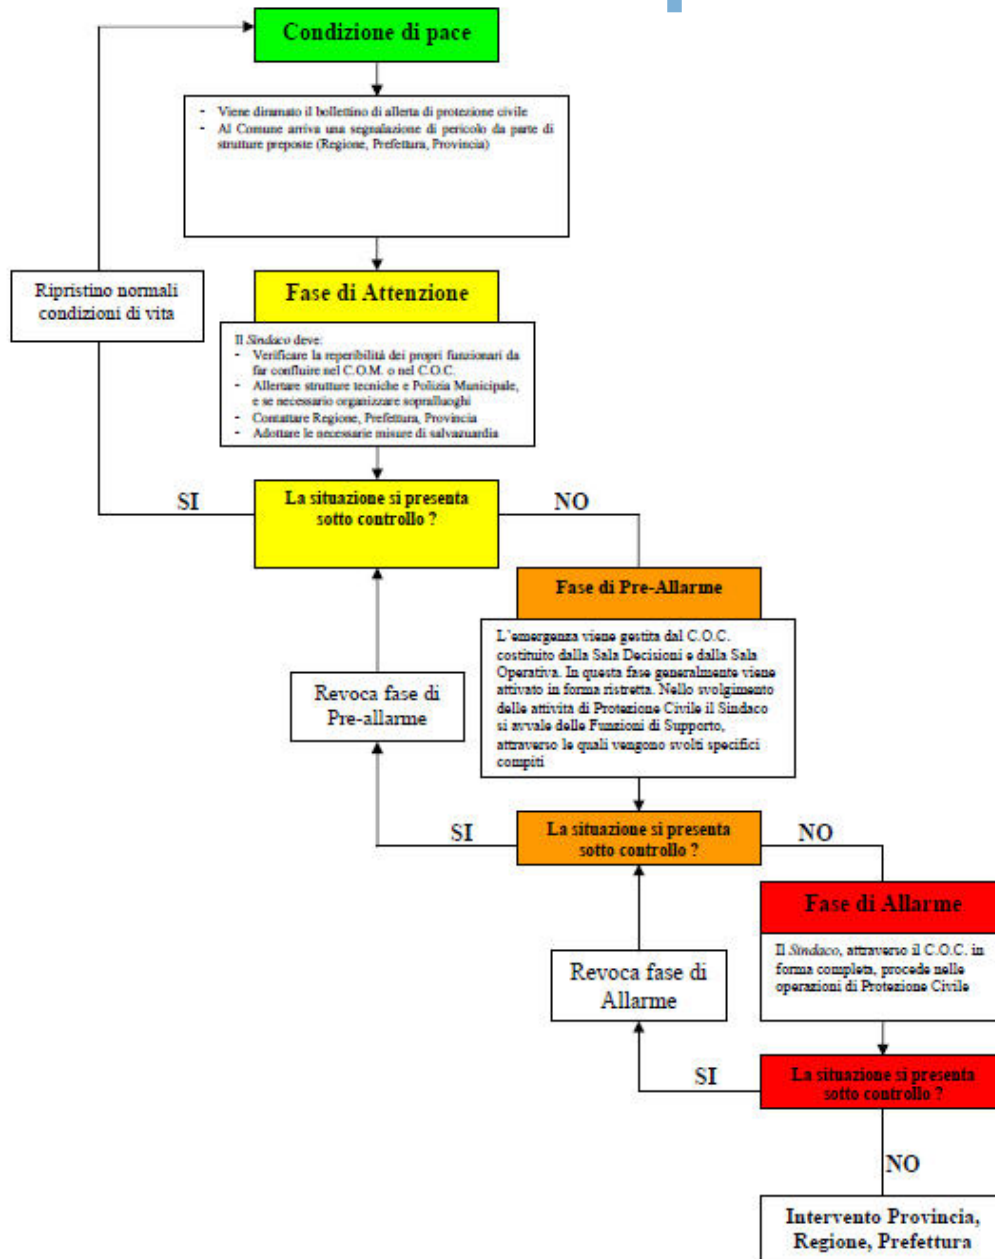 Condizione di pace
- Viene diramato il bollettino di allerta di protezione civile
- Al Comune arriva una segnalazione di pericolo da parte di
strutture preposte (Regione, Prefettura, Provincia)
Ripristino normali
condizioni di vita
Fase di Attenzione
Il Sindaco deve:
- Verificare la reperibilità dei propri funzionari da
far confluire nel C.O.M. o nel C.O.C.
- Allertare strutture tecniche e Polizia Municipale,
e se necessario organizzare sopralluoghi
- Contattare Regione, Prefettura, Provincia
- Adottare le necessarie misure di salvaguardia
SI
La situazione si presenta
sotto controllo ?
NO
Fase di Pre-Allarme
L'emergenza viene gestita dal C.O.C.
costituito dalla Sala Decisioni e dalla Sala
Operativa. In questa fase generalmente viene
attivato in forma ristretta. Nello svolgimento
delle attività di Protezione Civile il Sindaco
si avvale delle Funzioni di Supporto,
attraverso le quali vengono svolti specifici
compiti
Revoca fase di
Pre-allarme
SI
La situazione si presenta
sotto controllo ?
NO
Fase di Allarme
Il Sindaco, attraverso il C.O.C. in
forma completa, procede nelle
operazioni di Protezione Civile
Revoca fase di
Allarme
SI
La situazione si presenta
sotto controllo ?
NO
Intervento Provincia,
Regione, Prefettura